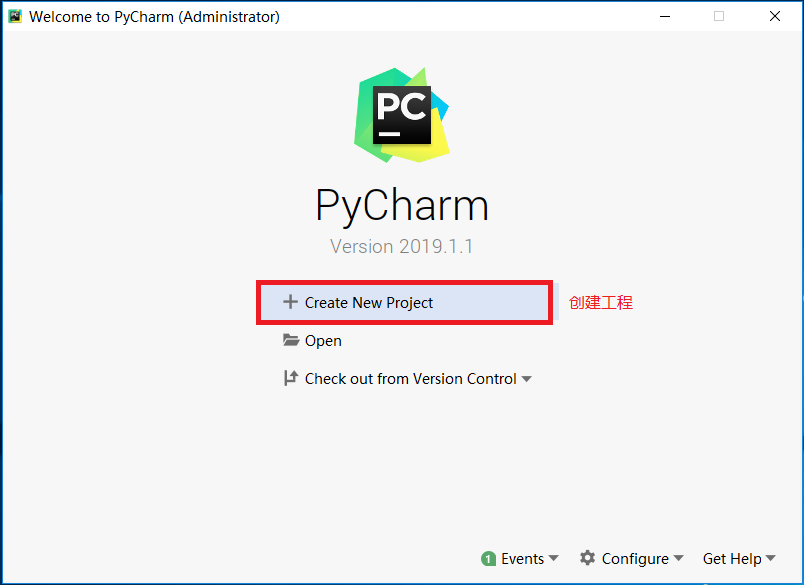 Welcome to PyCharm (Administrator)
PC
PyCharm
Version 2019.1.1
Create New Project 创建工程
Open
Check out from Version Control
1 Events Configure Get Help